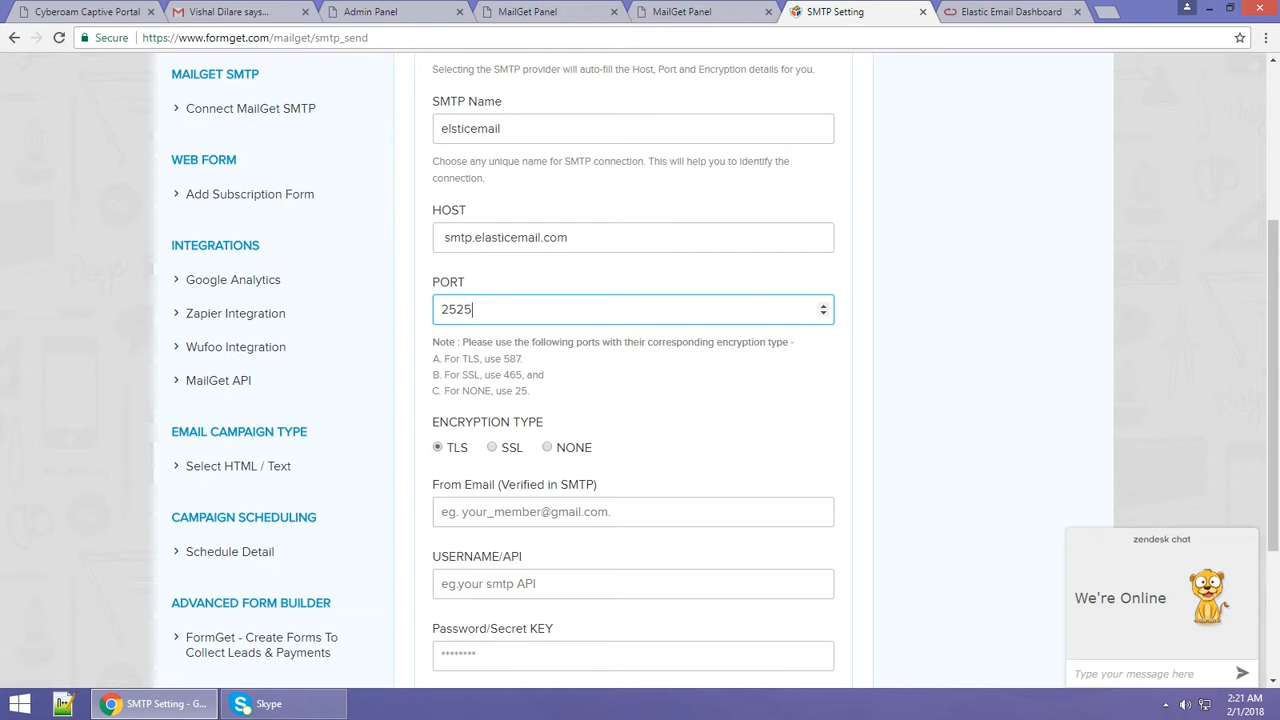 Cyberoam Captive Portal
Vishal Dilare says...
Admin Panel
MailGet Panel
MailGet Panel
SMTP Setting
Elastic Email Dashboard
Secure
https://www.formget.com/mailget/smtp_send
MAILGET SMTP
Connect MailGet SMTP
WEB FORM
Add Subscription Form
INTEGRATIONS
Google Analytics
Zapier Integration
Wufoo Integration
MailGet API
EMAIL CAMPAIGN TYPE
Select HTML / Text
CAMPAIGN SCHEDULING
Schedule Detail
ADVANCED FORM BUILDER
FormGet - Create Forms To
Collect Leads & Payments
Selecting the SMTP provider will auto-fill the Host, Port and Encryption details for you.
SMTP Name
elsticemail
Choose any unique name for SMTP connection. This will help you to identify the
connection.
HOST
smtp.elasticemail.com
PORT
2525
Note : Please use the following ports with their corresponding encryption type -
A. For TLS, use 587.
B. For SSL, use 465, and
C. For NONE, use 25.
ENCRYPTION TYPE
TLS SSL NONE
From Email (Verified in SMTP)
eg. your_member@gmail.com.
USERNAME/API
eg.your smtp API
Password/Secret KEY
********
zendesk chat
We're Online
Type your message here
SMTP Setting - G...
Skype
2:21 AM
2/1/2018